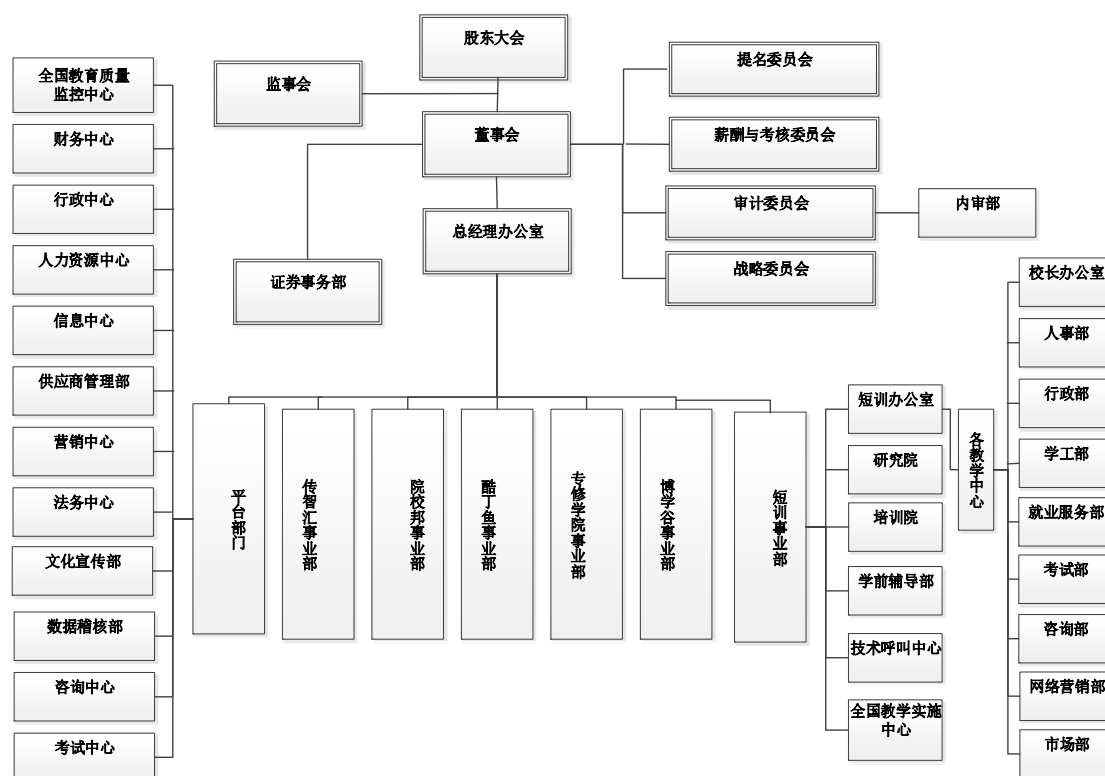 股东大会
监事会
董事会
总经理办公室
证券事务部
提名委员会
薪酬与考核委员会
审计委员会
战略委员会
内审部
全国教育质量
监控中心
财务中心
行政中心
人力资源中心
信息中心
供应商管理部
营销中心
法务中心
文化宣传部
数据稽核部
咨询中心
考试中心
平台部门
传智汇事业部
院校邦事业部
酷丁鱼事业部
专修学院事业部
博学谷事业部
短训事业部
短训办公室
研究院
培训院
学前辅导部
技术呼叫中心
全国教学实施
中心
各教学中心
校长办公室
人事部
行政部
学工部
就业服务部
考试部
咨询部
网络营销部
市场部